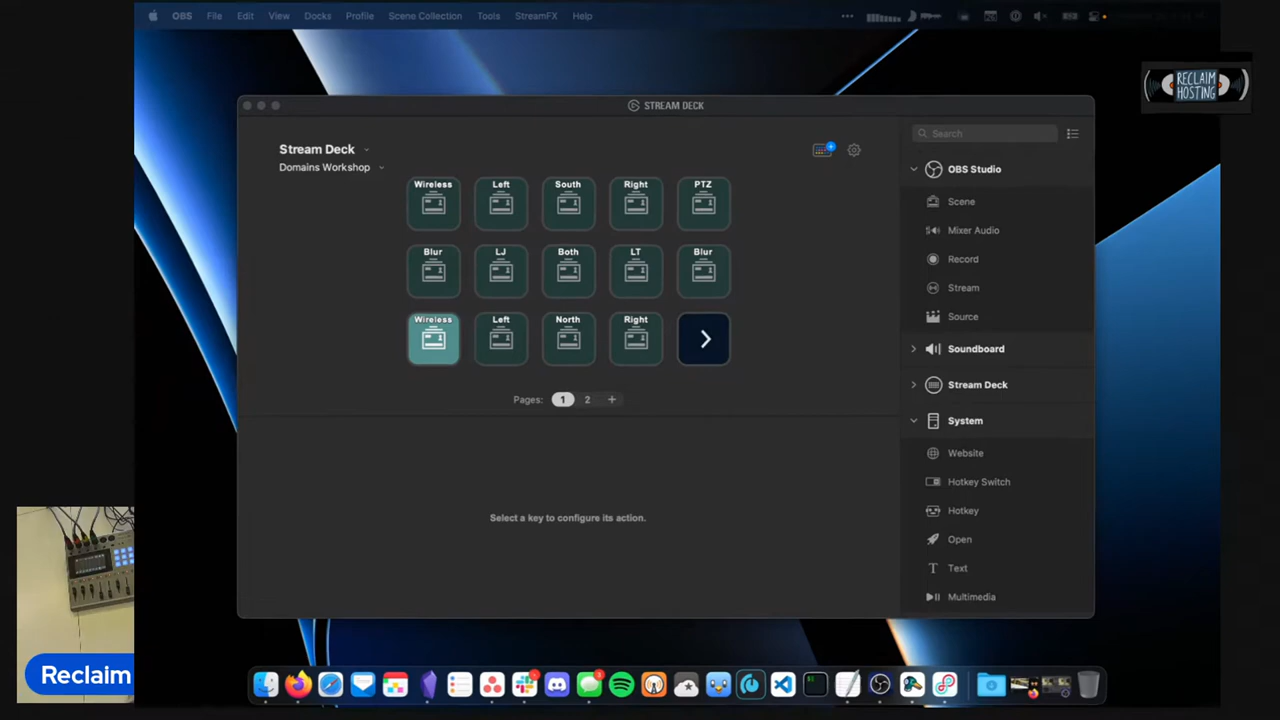 OBS File Edit View Docks Profile Scene Collection Tools StreamFX Help
RECLAIM
HOSTING
STREAM DECK
Stream Deck
Domains Workshop
Wireless Left South Right PTZ
Blur LJ Both LT Blur
Wireless Left North Right
Pages: 1 2 +
Select a key to configure its action.
Search
OBS Studio
Scene
Mixer Audio
Record
Stream
Source
Soundboard
Stream Deck
System
Website
Hotkey Switch
Hotkey
Open
Text
Multimedia
Reclaim